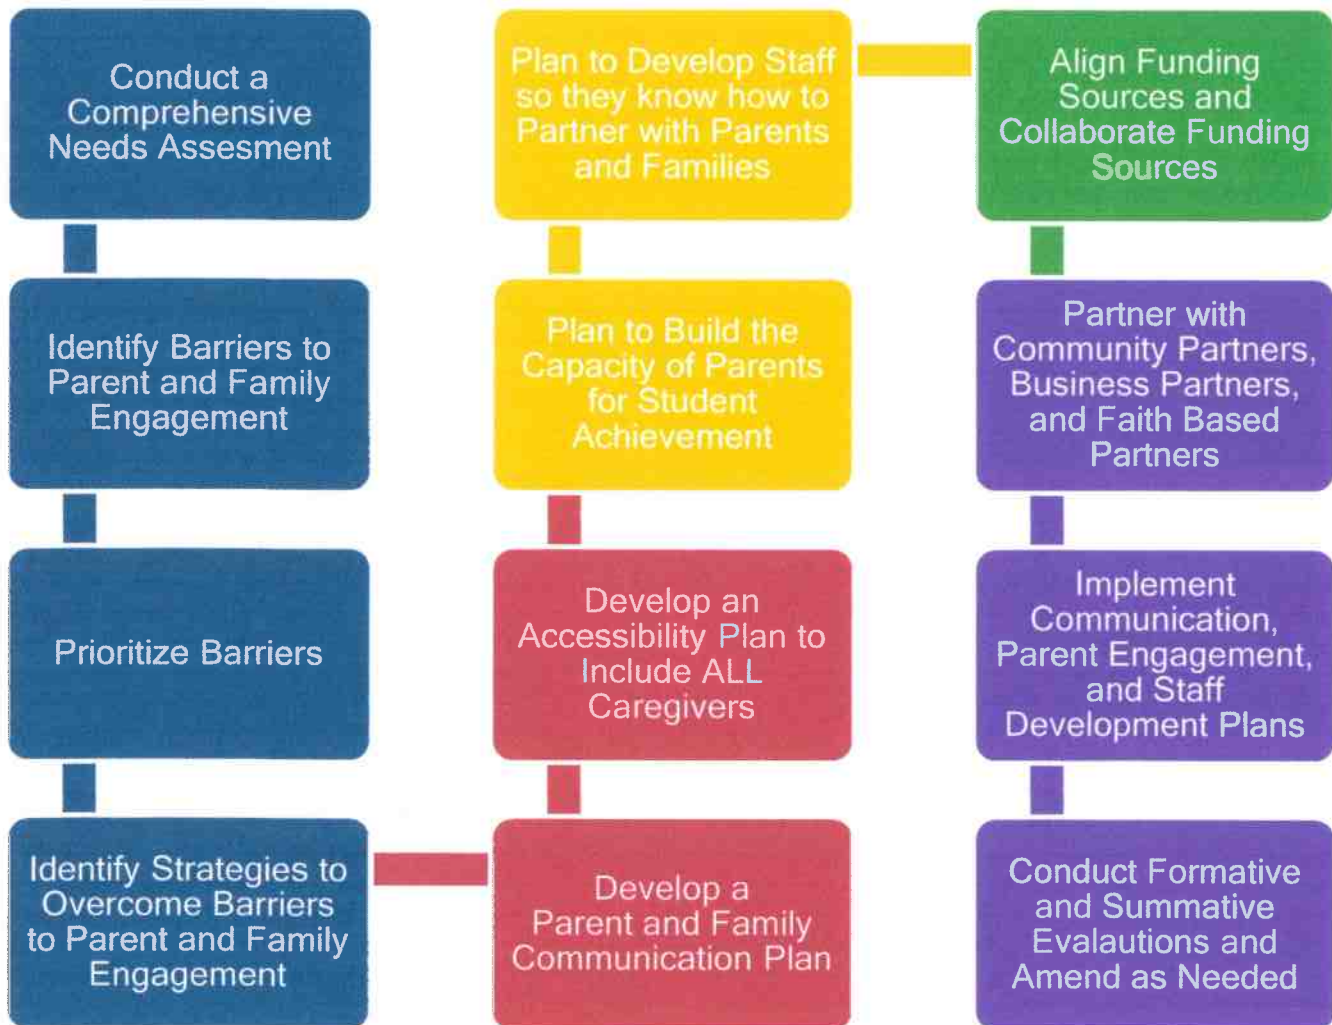 Conduct a
Comprehensive
Needs Assesment
Identify Barriers to
Parent and Family
Engagement
Prioritize Barriers
Identify Strategies to
Overcome Barriers
to Parent and Family
Engagement
Develop a
Parent and Family
Communication Plan
Develop an
Accessibility Plan to
Include ALL
Caregivers
Plan to Build the
Capacity of Parents
for Student
Achievement
Plan to Develop Staff
so they know how to
Partner with Parents
and Families
Align Funding
Sources and
Collaborate Funding
Sources
Partner with
Community Partners,
Business Partners,
and Faith Based
Partners
Implement
Communication,
Parent Engagement,
and Staff
Development Plans
Conduct Formative
and Summative
Evalautions and
Amend as Needed